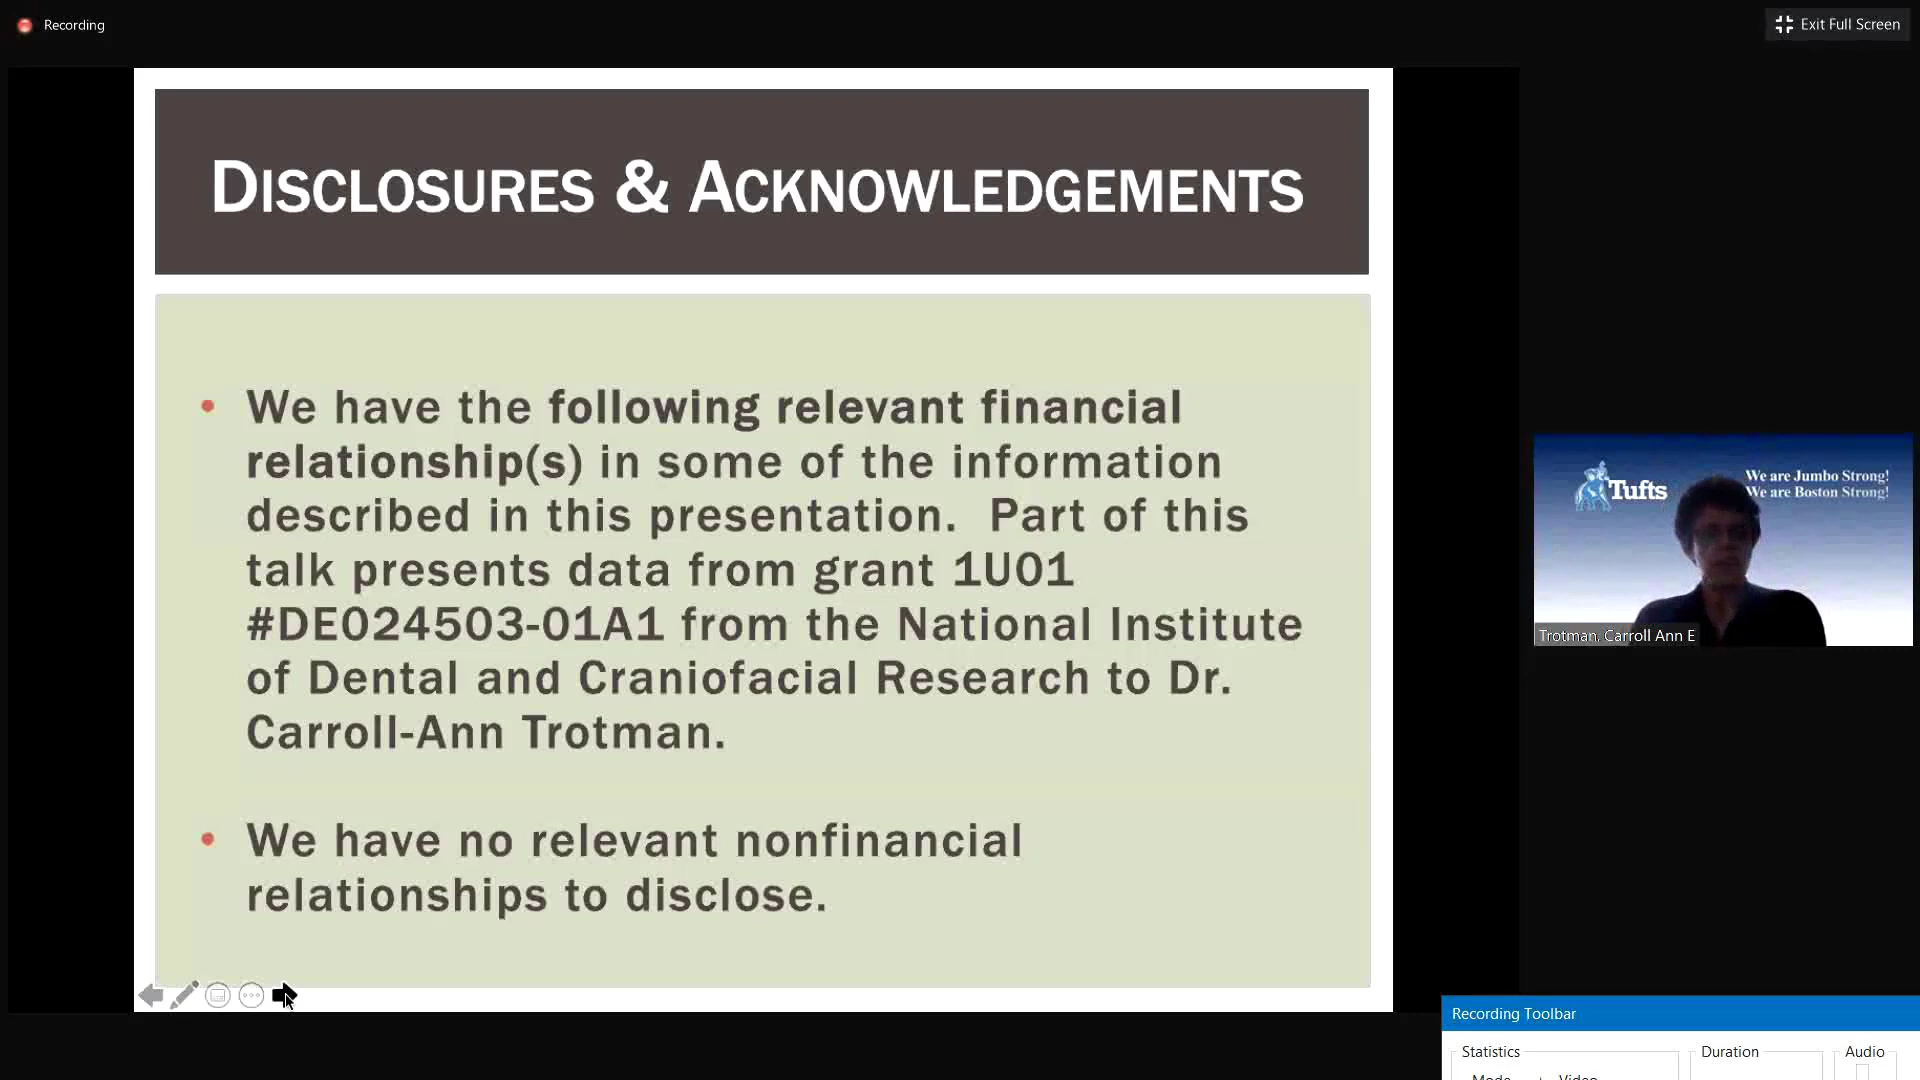 Recording
Exit Full Screen
DISCLOSURES & ACKNOWLEDGEMENTS
• We have the following relevant financial
relationship(s) in some of the information
described in this presentation. Part of this
talk presents data from grant 1U01
#DE024503-01A1 from the National Institute
of Dental and Craniofacial Research to Dr.
Carroll-Ann Trotman.
• We have no relevant nonfinancial
relationships to disclose.
Tufts
We are Jumbo Strong!
We are Boston Strong!
Trotman, Carroll Ann E
Recording Toolbar
Statistics
Duration
Audio
Mode
Video